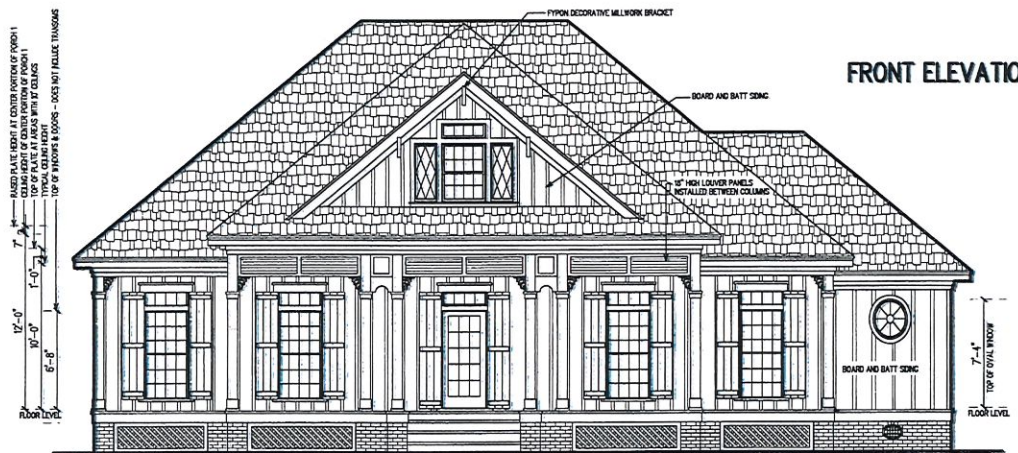 FYPON DECORATIVE MILLWORK BRACKET
FRONT ELEVATIO
BOARD AND BATT SIDING
18" HIGH LOUVER PANELS
INSTALLED BETWEEN COLUMNS
RAISED PLATE HEIGHT AT CENTER PORTION OF PORCH 1
CEILING HEIGHT OF CENTER PORTION OF PORCH 1
TOP OF PLATE AT AREAS WITH 10' CEILINGS
TYPICAL CEILING HEIGHT
TOP OF WINDOWS & DOORS - DOES NOT INCLUDE TRANSOMS
7"
1'-0"
12'-0"
10'-0"
6'-8"
FLOOR LEVEL
BOARD AND BATT SIDING
7'-4"
TOP OF OVAL WINDOW
FLOOR LEVEL